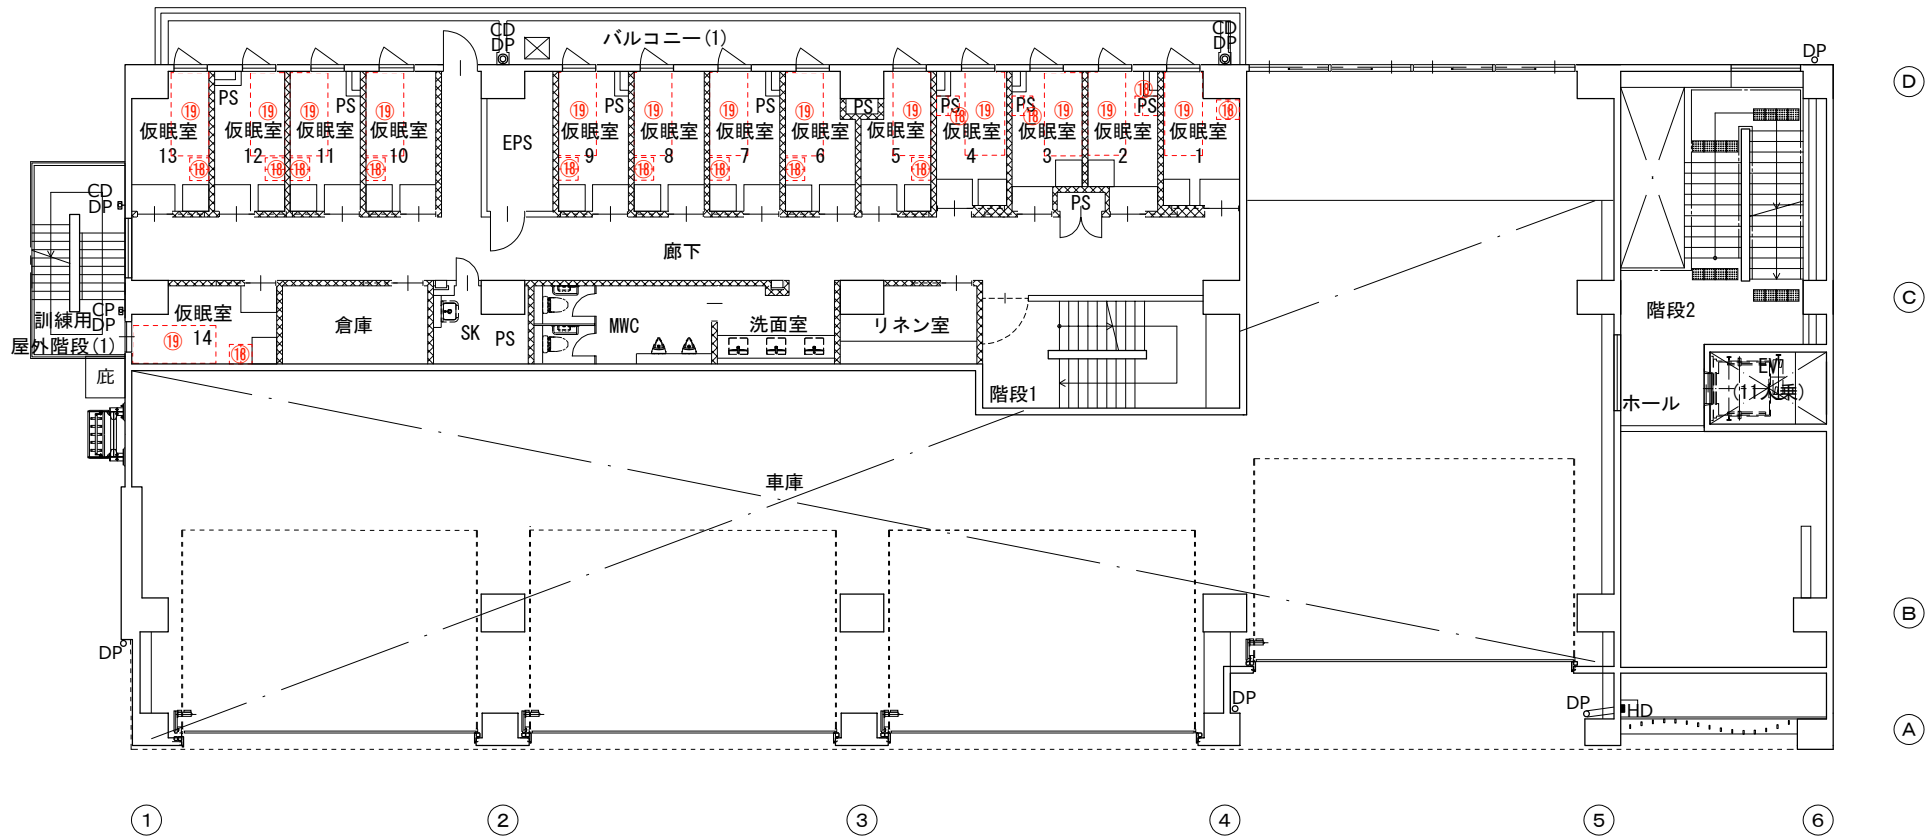 CD
DP
バルコニー(1)
CD
DP
DP
D
PS
PS
PS
PS
PS
PS
PS
PS
⑲
⑲
⑲
⑲
⑲
⑲
⑲
⑲
⑲
⑲
⑲
⑲
⑲
⑱
⑱
⑱
⑱
仮眠室
13
仮眠室
12
仮眠室
11
仮眠室
10
EPS
仮眠室
9
仮眠室
8
仮眠室
7
仮眠室
6
仮眠室
5
仮眠室
4
仮眠室
3
仮眠室
2
仮眠室
1
⑱
⑱
⑱
⑱
⑱
⑱
⑱
⑱
⑱
CD
DP
PS
廊下
CP
DP
訓練用
屋外階段(1)
庇
仮眠室
14
⑲
⑱
倉庫
SK
PS
MWC
洗面室
リネン室
階段1
階段2
C
EV
(11人乗)
ホール
車庫
B
DP
DP
DP
HD
A
1
2
3
4
5
6